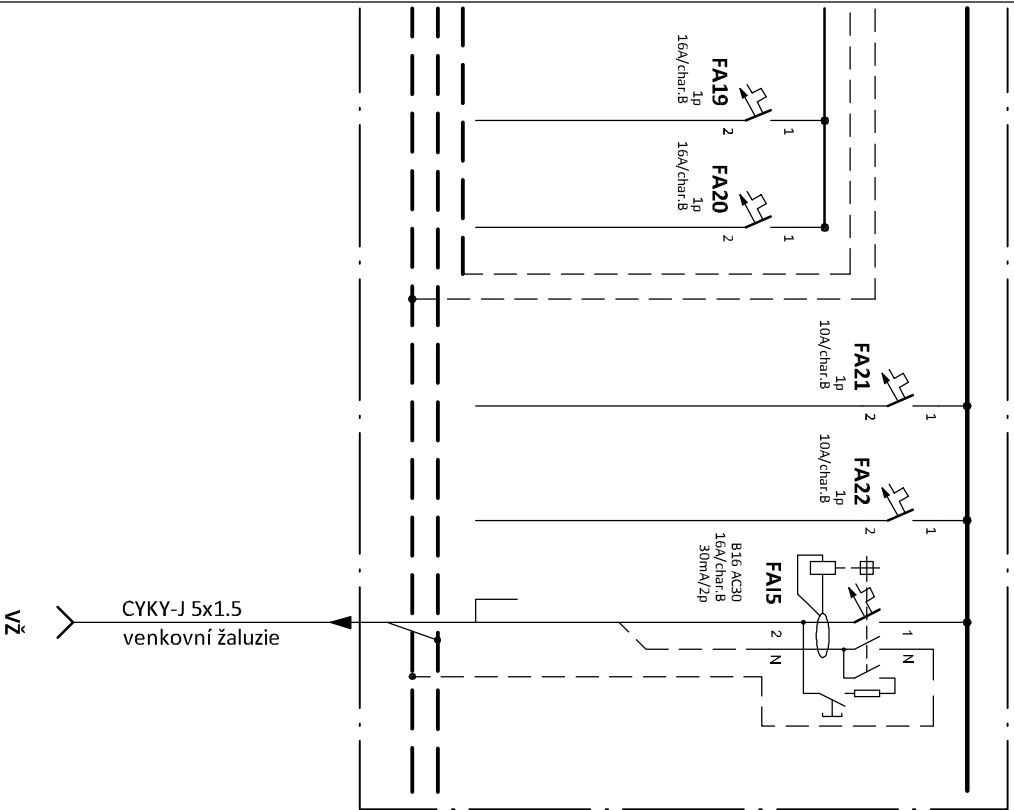 FA19
1p
16A/char.B
1
2
FA20
1p
16A/char.B
1
2
FA21
1p
10A/char.B
1
2
FA22
1p
10A/char.B
1
2
FAI5
B16 AC30
16A/char.B
30mA/2p
1
N
2
N
CYKY-J 5x1.5
venkovní žaluzie
VŽ